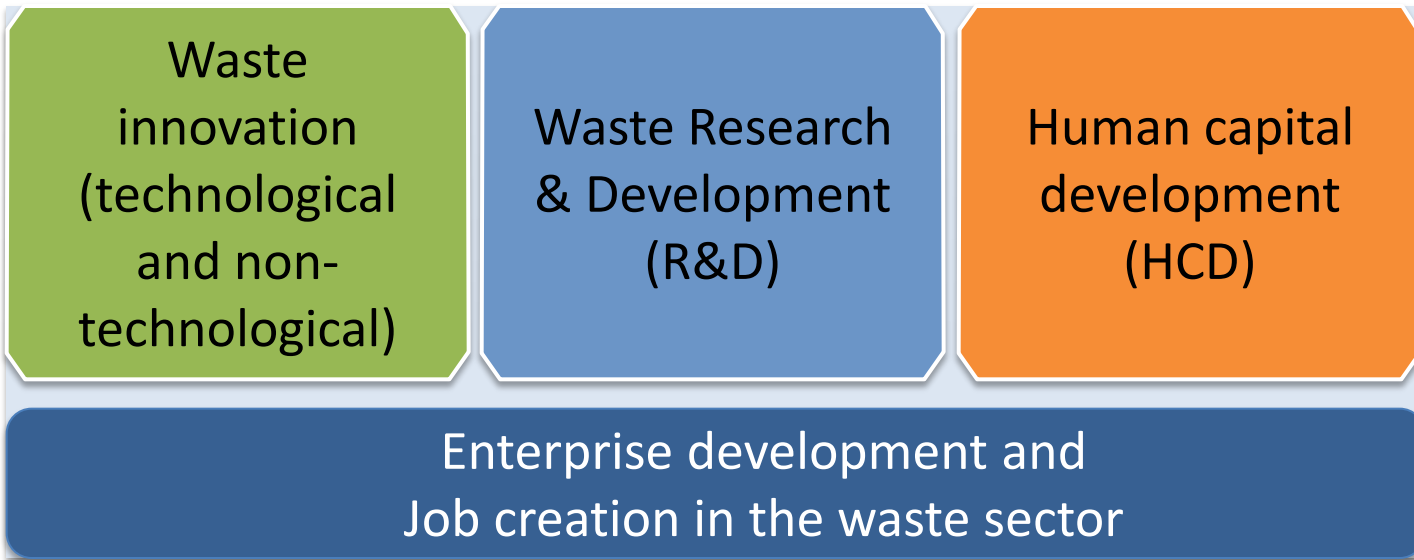 Waste
innovation
(technological
and non-
technological)
Waste Research
& Development
(R&D)
Human capital
development
(HCD)
Enterprise development and
Job creation in the waste sector